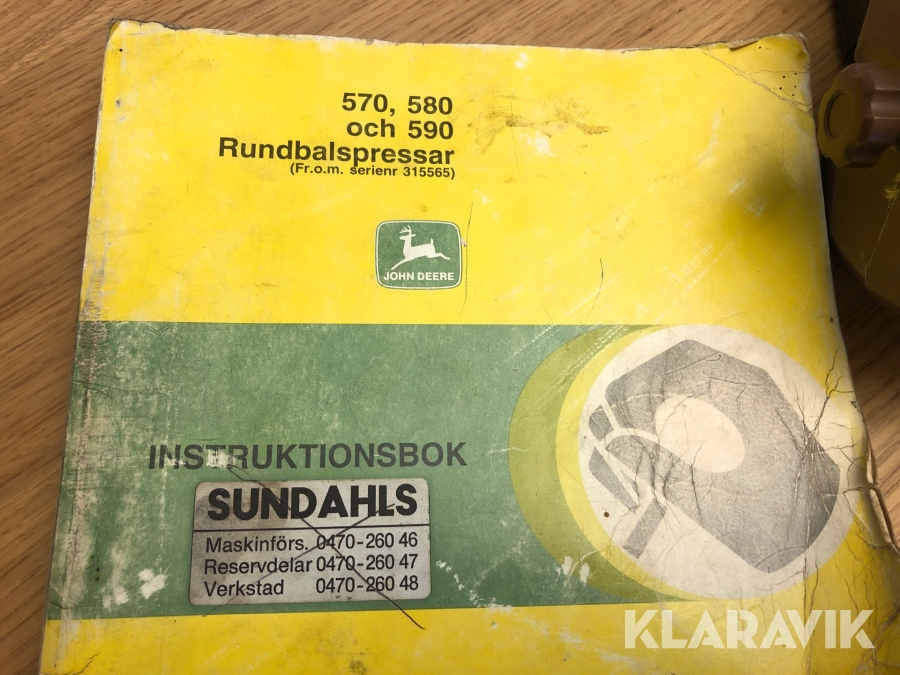 570, 580
och 590
Rundbalspressar
(Fr.o.m. serienr 315565)
JOHN DEERE
INSTRUKTIONSBOK
SUNDAHLS
Maskinförs. 0470-260 46
Reservdelar 0470-260 47
Verkstad 0470-260 48
KLARAVIK